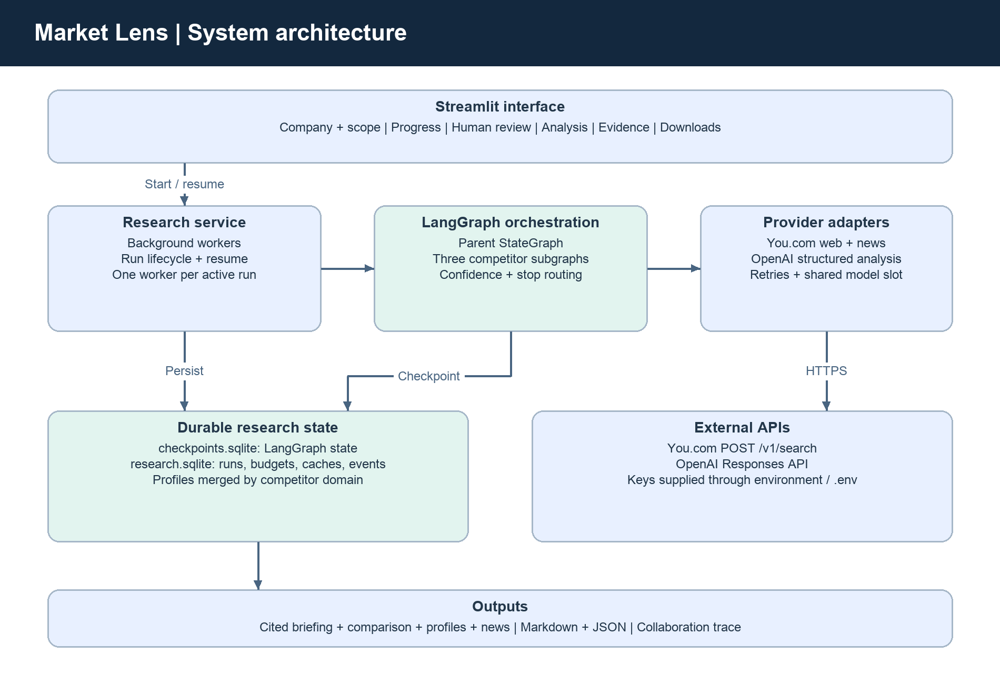 Market Lens | System architecture
Streamlit interface
Company + scope | Progress | Human review | Analysis | Evidence | Downloads
Start / resume
Research service
Background workers
Run lifecycle + resume
One worker per active run
LangGraph orchestration
Parent StateGraph
Three competitor subgraphs
Confidence + stop routing
Provider adapters
You.com web + news
OpenAI structured analysis
Retries + shared model slot
Persist
Checkpoint
HTTPS
Durable research state
checkpoints.sqlite: LangGraph state
research.sqlite: runs, budgets, caches, events
Profiles merged by competitor domain
External APIs
You.com POST /v1/search
OpenAI Responses API
Keys supplied through environment / .env
Outputs
Cited briefing + comparison + profiles + news | Markdown + JSON | Collaboration trace